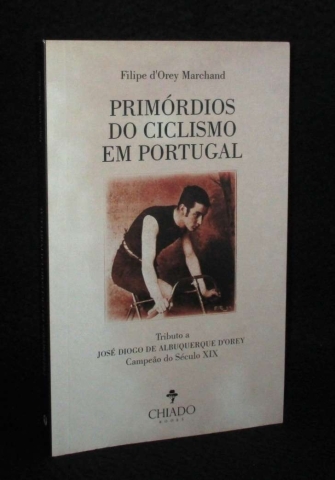 Filipe d'Orey Marchand
PRIMÓRDIOS
DO CICLISMO
EM PORTUGAL
Tributo a
JOSÉ DIOGO DE ALBUQUERQUE D'OREY
Campeão do Século XIX
CHIADO
BOOKS